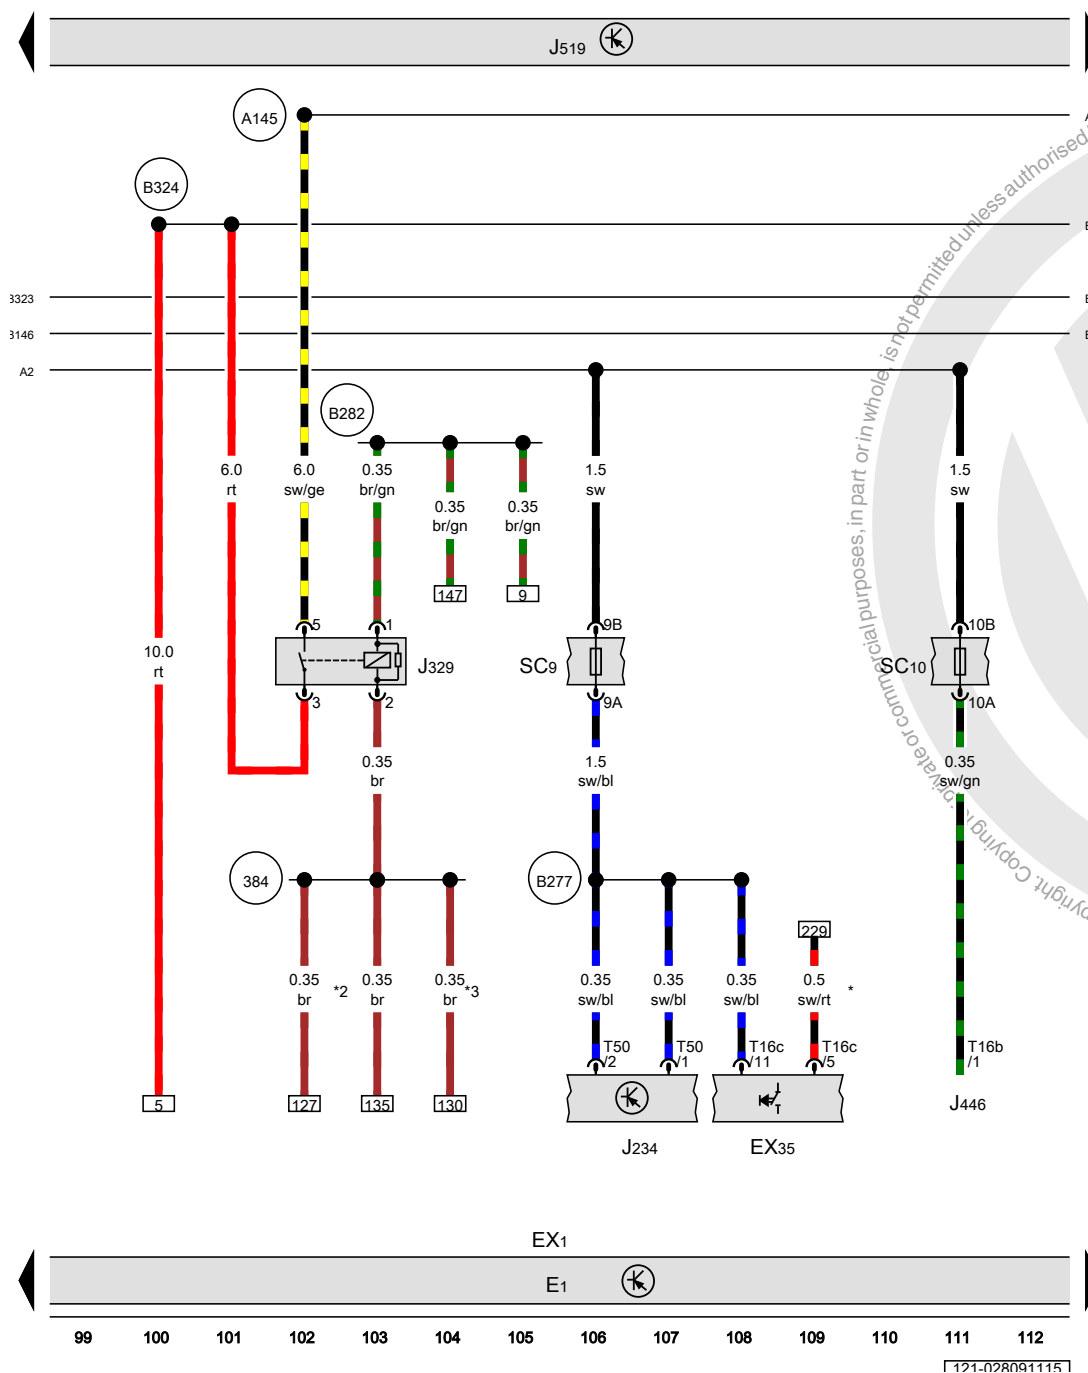 J519
A145
B324
B323
B146
A2
B282
6.0
rt
6.0
sw/ge
0.35
br/gn
0.35
br/gn
0.35
br/gn
1.5
sw
1.5
sw
147
9
5
1
9B
10B
10.0
rt
J329
SC9
SC10
3
2
9A
10A
0.35
br
1.5
sw/bl
0.35
sw/gn
384
B277
229
0.35
br
*2
0.35
br
0.35
br
*3
0.35
sw/bl
0.35
sw/bl
0.35
sw/bl
0.5
sw/rt
*
T50
/2
T50
/1
T16c
/11
T16c
/5
T16b
/1
5
127
135
130
J234
EX35
J446
EX1
E1
99 100 101 102 103 104 105 106 107 108 109 110 111 112
121-028091115
permitted unless authorised
commercial purposes, in part or in whole, is not
private or
Copying
Copyright.